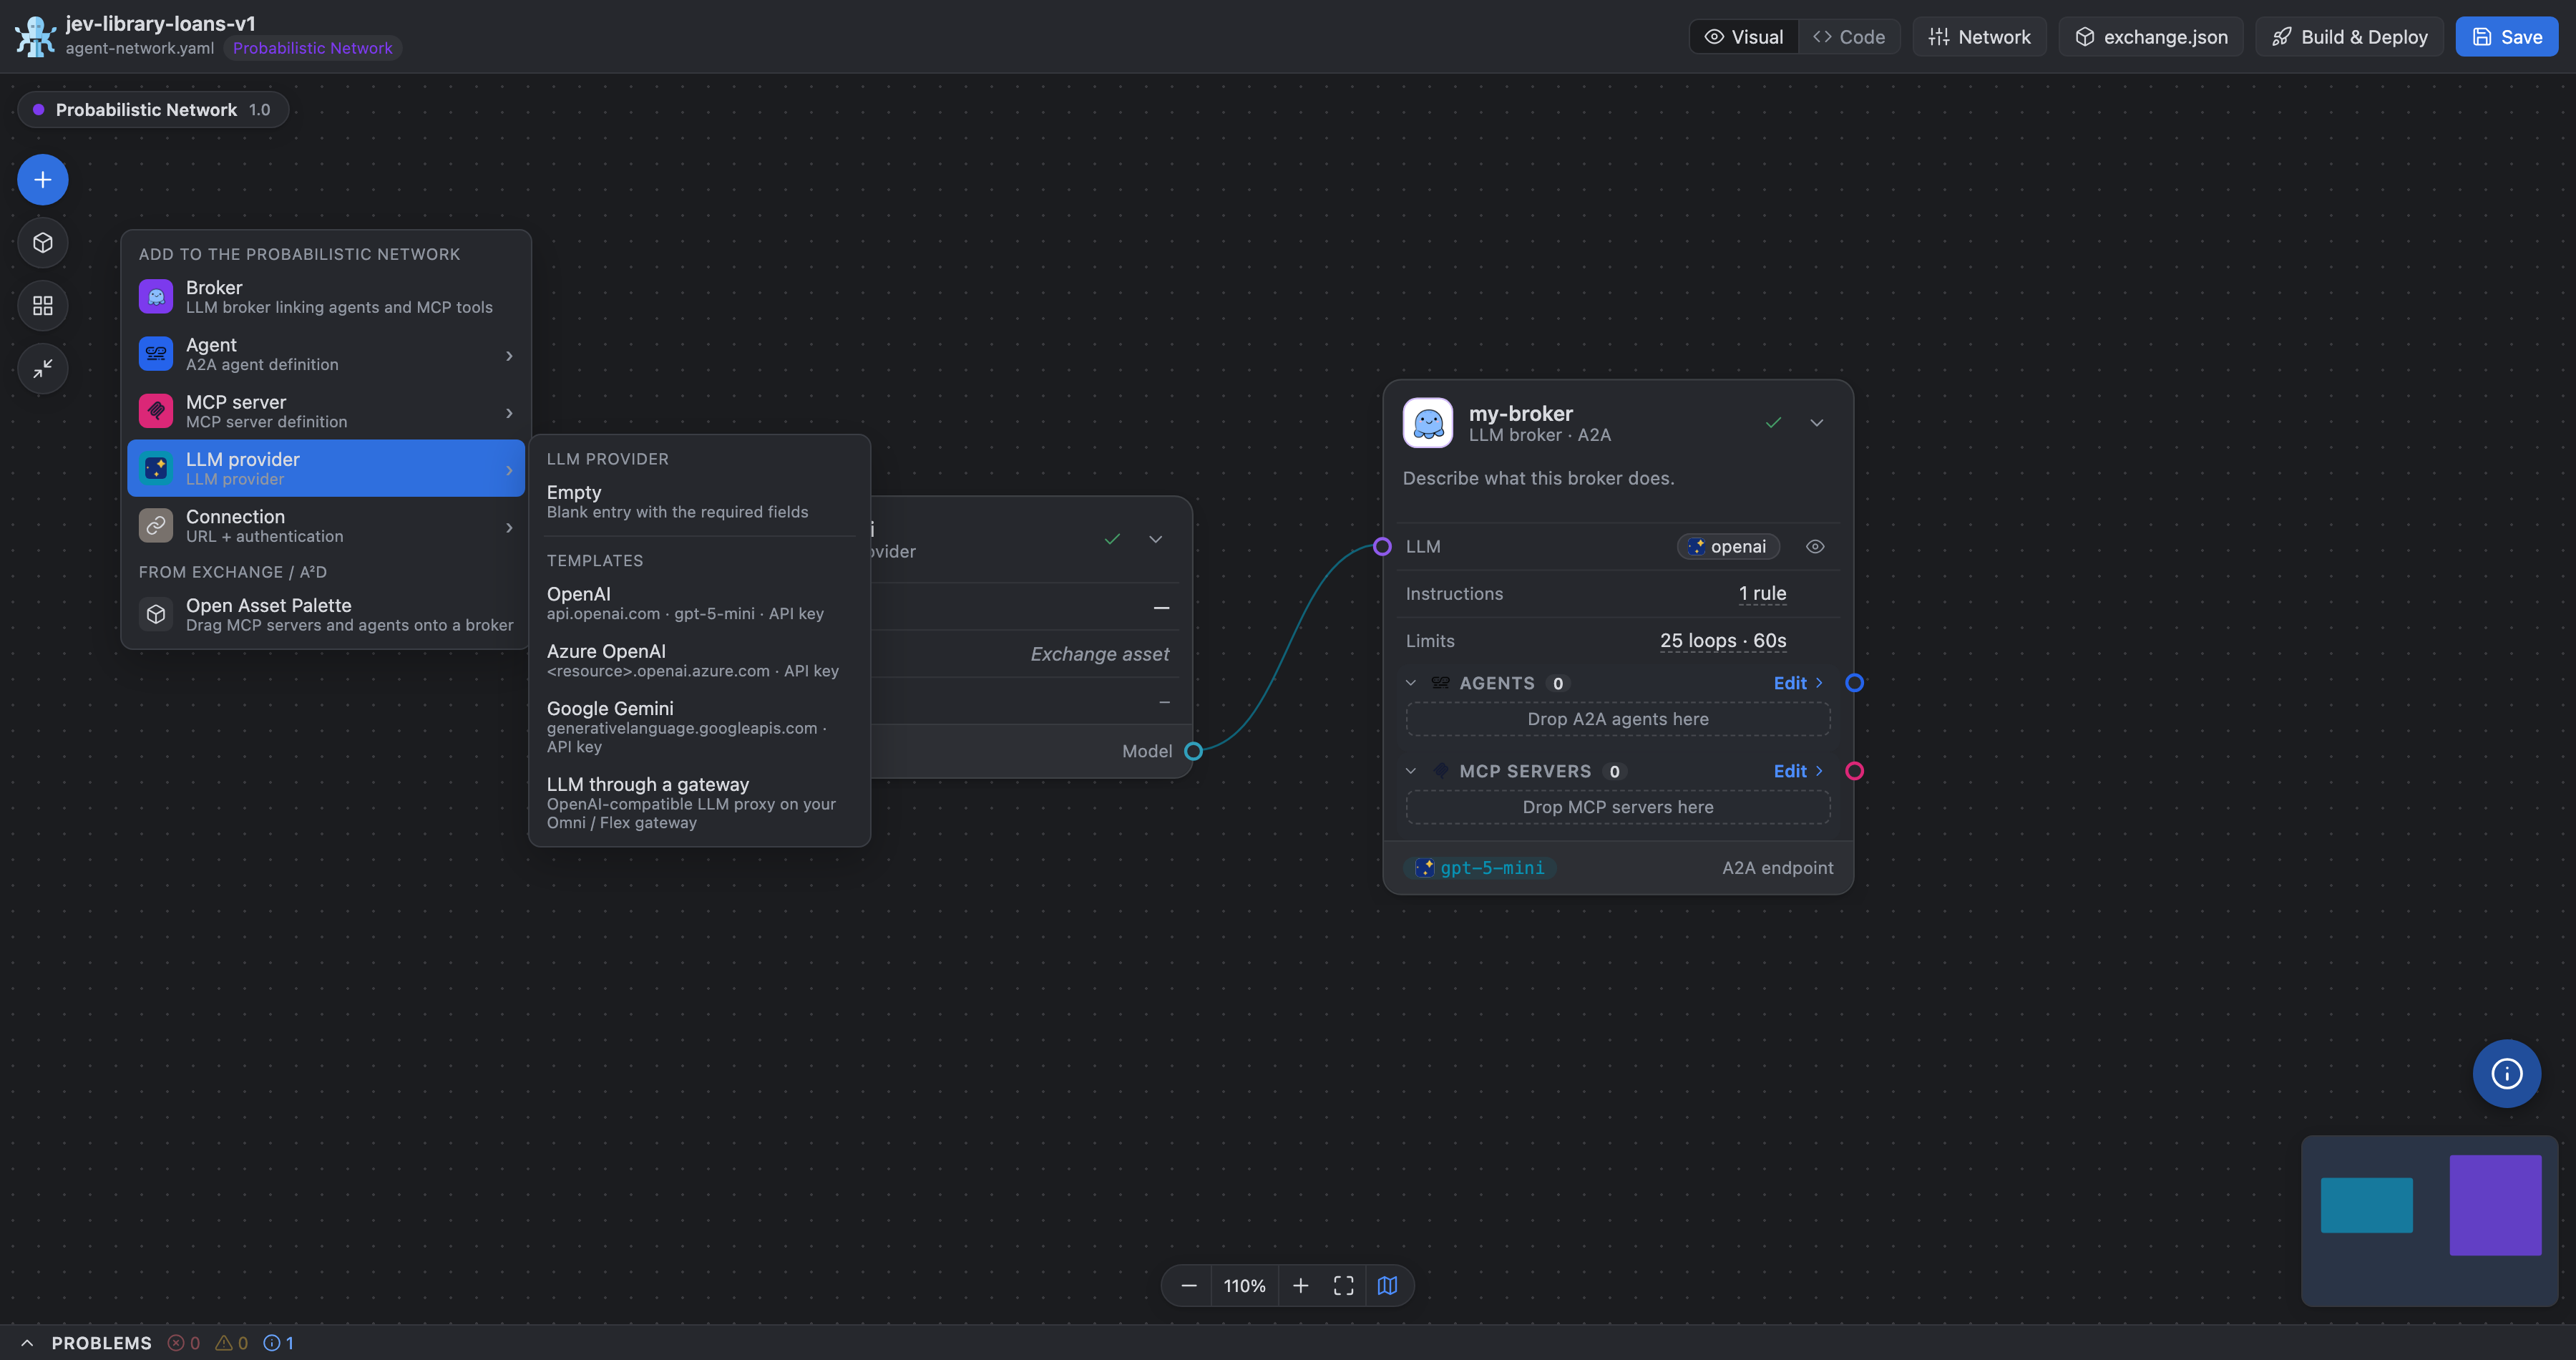 jev-library-loans-v1
agent-network.yaml Probabilistic Network
Visual Code Network exchange.json Build & Deploy Save
Probabilistic Network 1.0
ADD TO THE PROBABILISTIC NETWORK
Broker
LLM broker linking agents and MCP tools
Agent
A2A agent definition
MCP server
MCP server definition
LLM provider
LLM provider
Connection
URL + authentication
FROM EXCHANGE / A²D
Open Asset Palette
Drag MCP servers and agents onto a broker
LLM PROVIDER
Empty
Blank entry with the required fields
TEMPLATES
OpenAI
api.openai.com · gpt-5-mini · API key
Azure OpenAI
<resource>.openai.azure.com · API key
Google Gemini
generativelanguage.googleapis.com ·
API key
LLM through a gateway
OpenAI-compatible LLM proxy on your
Omni / Flex gateway
—
Exchange asset
–
Model
my-broker
LLM broker · A2A
Describe what this broker does.
LLM openai
Instructions 1 rule
Limits 25 loops · 60s
AGENTS 0 Edit
Drop A2A agents here
MCP SERVERS 0 Edit
Drop MCP servers here
gpt-5-mini A2A endpoint
110%
PROBLEMS 0 0 1